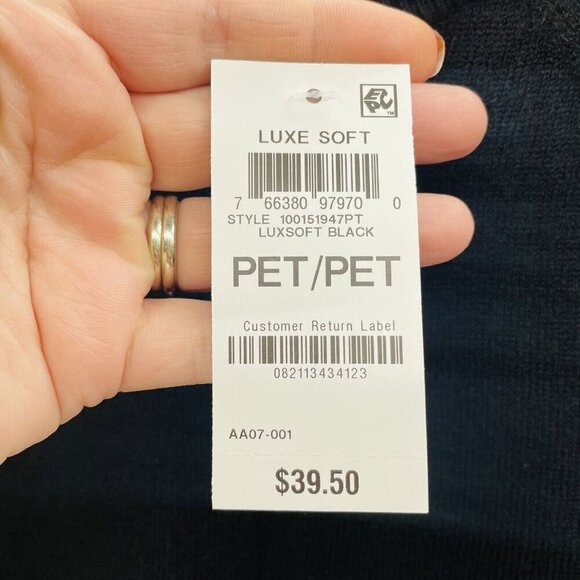 EPC™
LUXE SOFT
7 66380 97970 0
STYLE 100151947PT
LUXSOFT BLACK
PET/PET
Customer Return Label
082113434123
AA07-001
$39.50